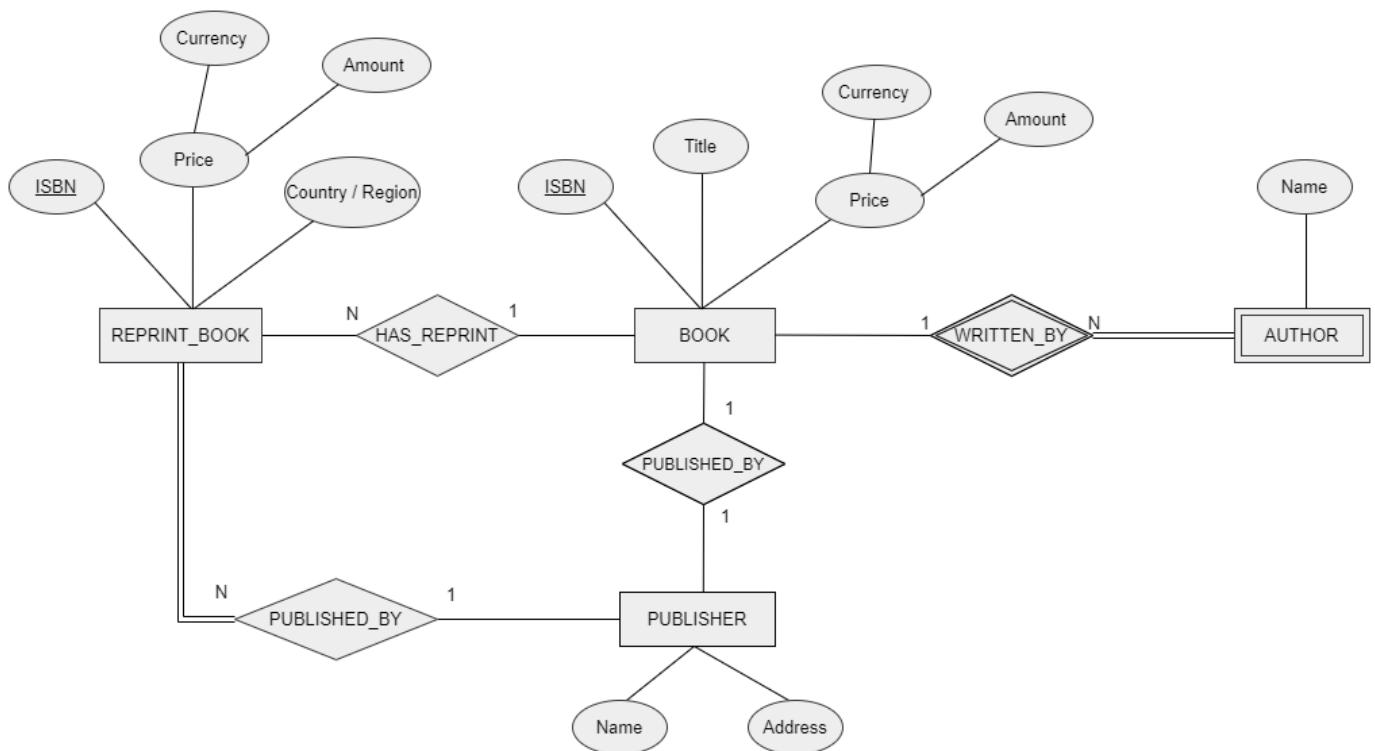 Currency
Amount
Price
ISBN
Country / Region
Currency
Amount
Title
ISBN
Price
Name
REPRINT_BOOK
N
HAS_REPRINT
1
BOOK
1
WRITTEN_BY
N
AUTHOR
1
PUBLISHED_BY
1
N
PUBLISHED_BY
1
PUBLISHER
Name
Address